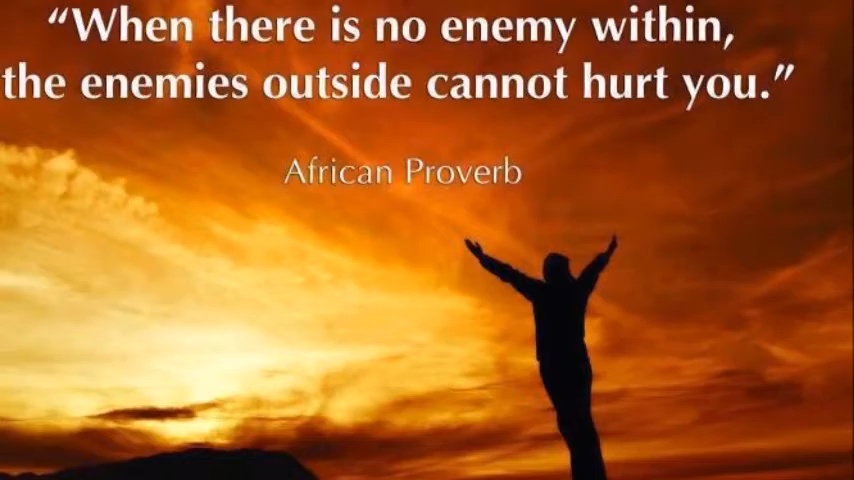 “When there is no enemy within,
the enemies outside cannot hurt you.”
African Proverb